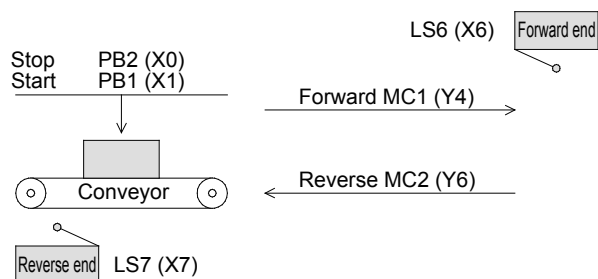 LS6 (X6) Forward end
Stop PB2 (X0)
Start PB1 (X1)
Forward MC1 (Y4)
Conveyor
Reverse MC2 (Y6)
Reverse end LS7 (X7)